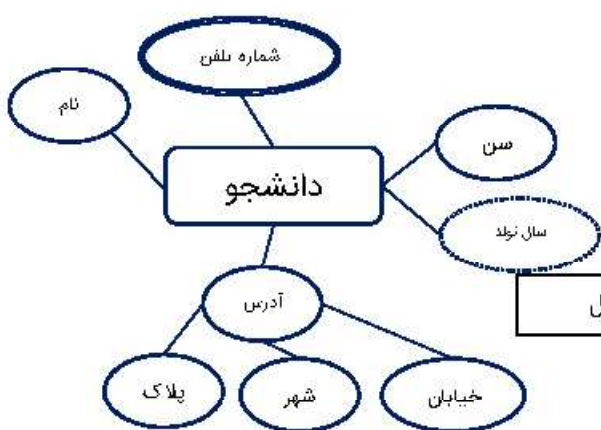 شماره تلفن
نام
سن
دانشجو
سال تولد
آدرس
ل
پلاک
شهر
خیابان